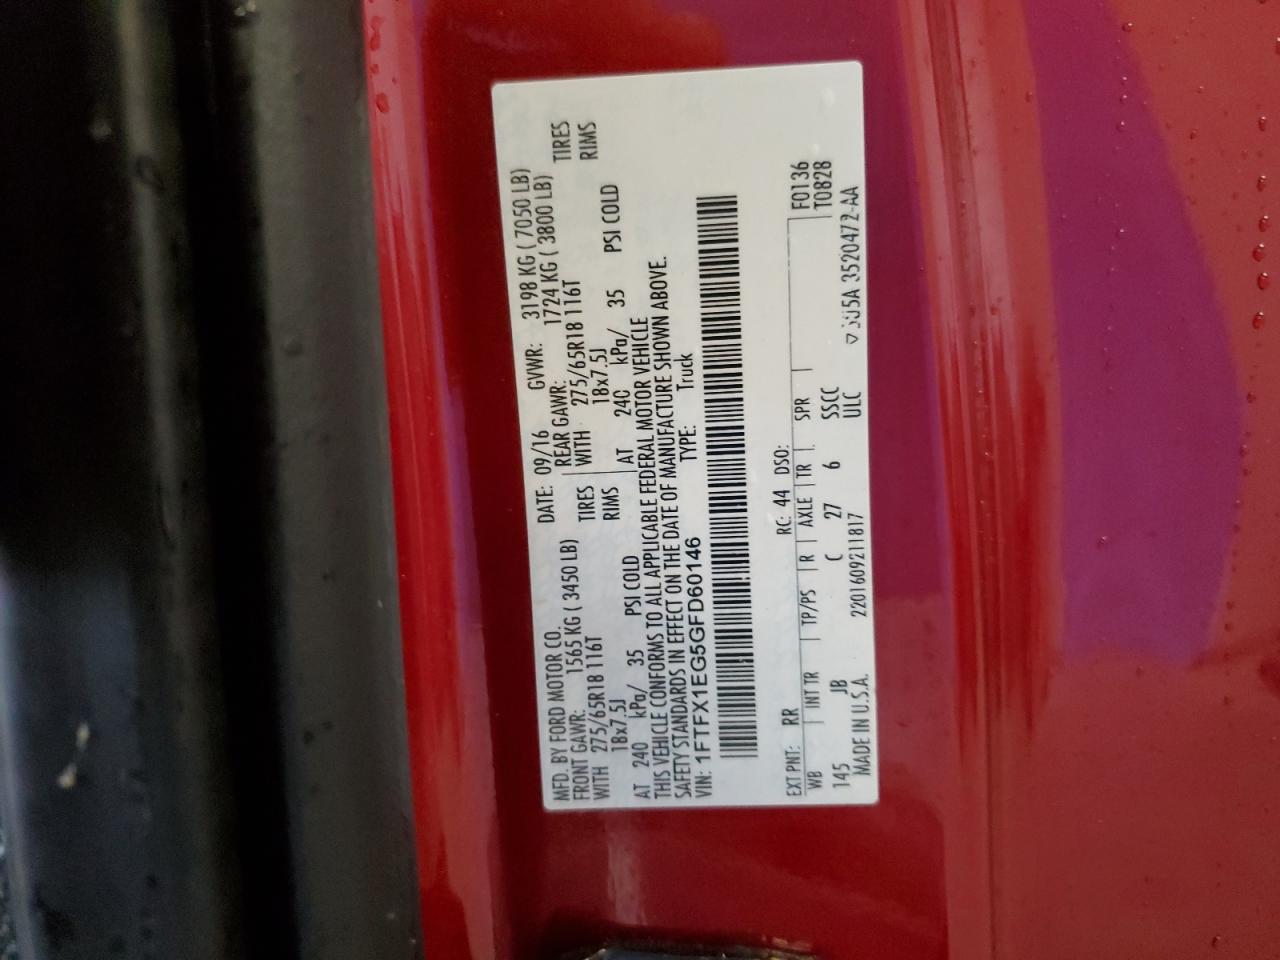 MFD. BY FORD MOTOR CO.
DATE: 09/16 GVWR: 3198 KG ( 7050 LB)
FRONT GAWR: 1565 KG ( 3450 LB) REAR GAWR: 1724 KG ( 3800 LB)
WITH 275/65R18 116T TIRES WITH 275/65R18 116T TIRES
18x7.5J RIMS 18x7.5J RIMS
AT 240 kPa/ 35 PSI COLD AT 240 kPa/ 35 PSI COLD
THIS VEHICLE CONFORMS TO ALL APPLICABLE FEDERAL MOTOR VEHICLE
SAFETY STANDARDS IN EFFECT ON THE DATE OF MANUFACTURE SHOWN ABOVE.
VIN: 1FTFX1EG5GFD60146 TYPE: Truck
EXT PNT: RR RC: 44 DSO: F0136
WB INT TR TP/PS R AXLE TR SPR T0828
145 JB C 27 6 SSCC
MADE IN U.S.A. 2201609211817 ULC 3520472-AA